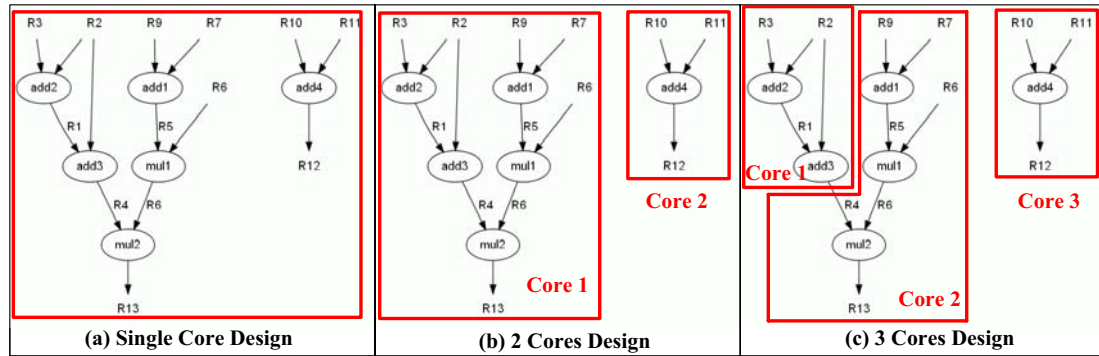 R3 R2 R9 R7 R10 R11
add2 add1 add4
R6
R1 R5
add3 mul1 R12
R4 R6
mul2
R13
(a) Single Core Design
R3 R2 R9 R7 R10 R11
add2 add1 add4
R6
R1 R5
add3 mul1 R12
Core 2
R4 R6
mul2
Core 1
R13
(b) 2 Cores Design
R3 R2 R9 R7 R10 R11
add2 add1 add4
R6
R1 R5
add3 mul1 R12
Core 1
Core 3
R4 R6
mul2
Core 2
R13
(c) 3 Cores Design